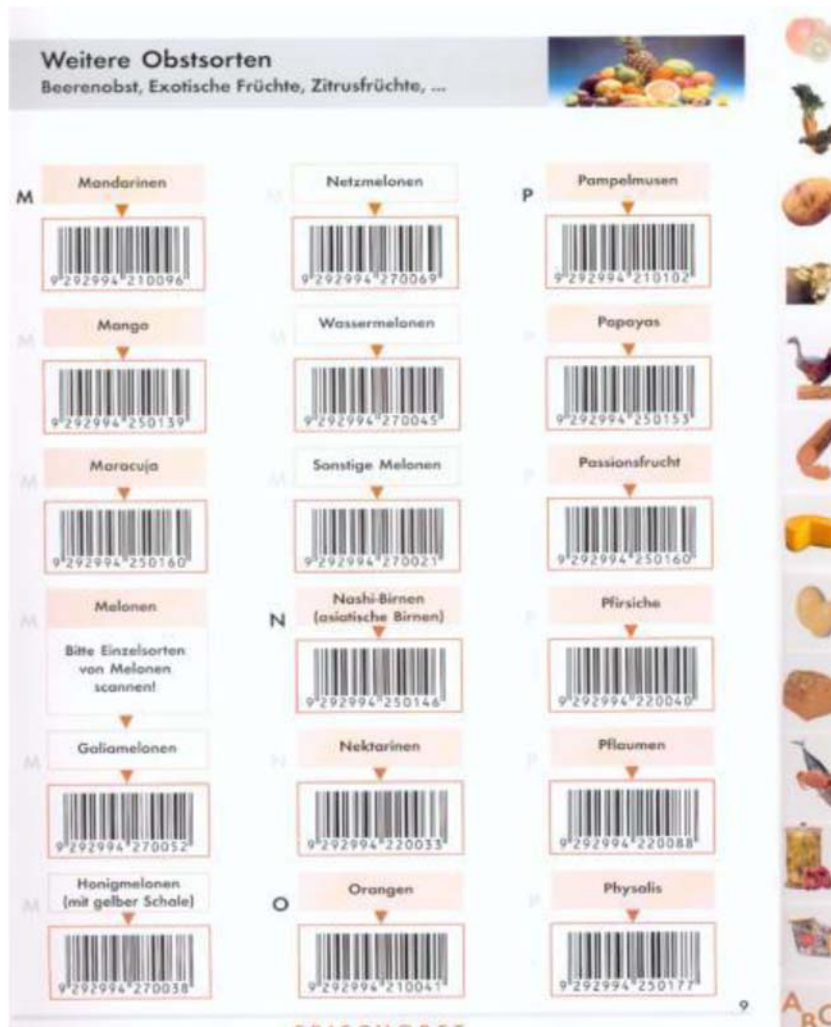 Weitere Obstsorten
Beerenobst, Exotische Früchte, Zitrusfrüchte, ...
M
Mandarinen
9 292994 210096
M
Mango
9 292994 250139
M
Maracuja
9 292994 250160
M
Melonen
Bitte Einzelsorten
von Melonen
scannen!
M
Galiamelonen
9 292994 270052
M
Honigmelonen
(mit gelber Schale)
9 292994 270038
M
Netzmelonen
9 292994 270069
M
Wassermelonen
9 292994 270045
M
Sonstige Melonen
9 292994 270021
N
Nashi-Birnen
(asiatische Birnen)
9 292994 250146
N
Nektarinen
9 292994 220033
O
Orangen
9 292994 210041
P
Pampelmusen
9 292994 210102
P
Papayas
9 292994 250153
P
Passionsfrucht
9 292994 250160
P
Pfirsiche
9 292994 220040
P
Pflaumen
9 292994 220088
P
Physalis
9 292994 250177
9
ABC